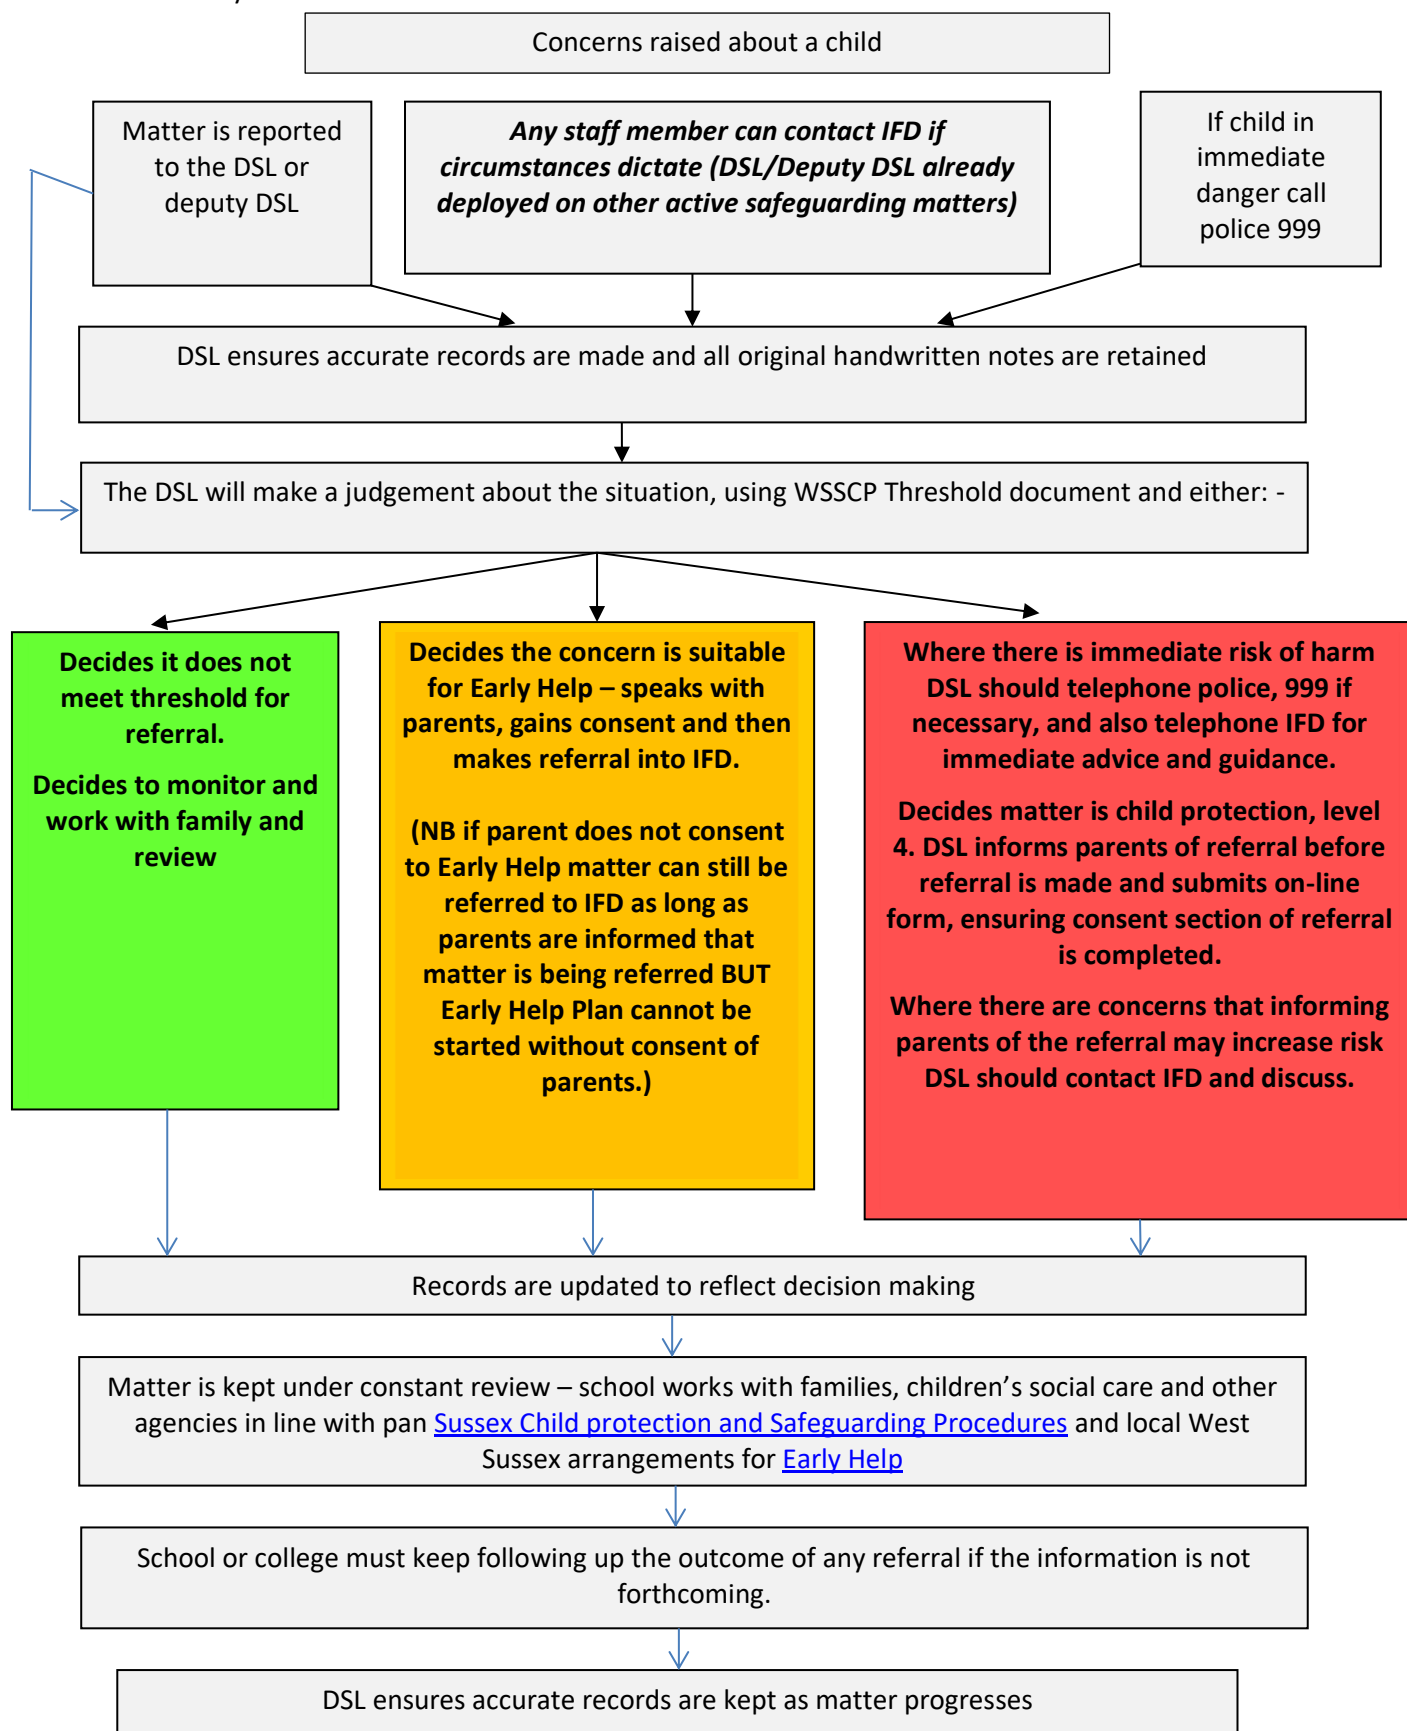 Concerns raised about a child
Matter is reported
to the DSL or
deputy DSL
Any staff member can contact IFD if
circumstances dictate (DSL/Deputy DSL already
deployed on other active safeguarding matters)
If child in
immediate
danger call
police 999
DSL ensures accurate records are made and all original handwritten notes are retained
The DSL will make a judgement about the situation, using WSSCP Threshold document and either: -
Decides it does not
meet threshold for
referral.
Decides to monitor and
work with family and
review
Decides the concern is suitable
for Early Help – speaks with
parents, gains consent and then
makes referral into IFD.
(NB if parent does not consent
to Early Help matter can still be
referred to IFD as long as
parents are informed that
matter is being referred BUT
Early Help Plan cannot be
started without consent of
parents.)
Where there is immediate risk of harm
DSL should telephone police, 999 if
necessary, and also telephone IFD for
immediate advice and guidance.
Decides matter is child protection, level
4. DSL informs parents of referral before
referral is made and submits on-line
form, ensuring consent section of referral
is completed.
Where there are concerns that informing
parents of the referral may increase risk
DSL should contact IFD and discuss.
Records are updated to reflect decision making
Matter is kept under constant review – school works with families, children’s social care and other
agencies in line with pan Sussex Child protection and Safeguarding Procedures and local West
Sussex arrangements for Early Help
School or college must keep following up the outcome of any referral if the information is not
forthcoming.
DSL ensures accurate records are kept as matter progresses